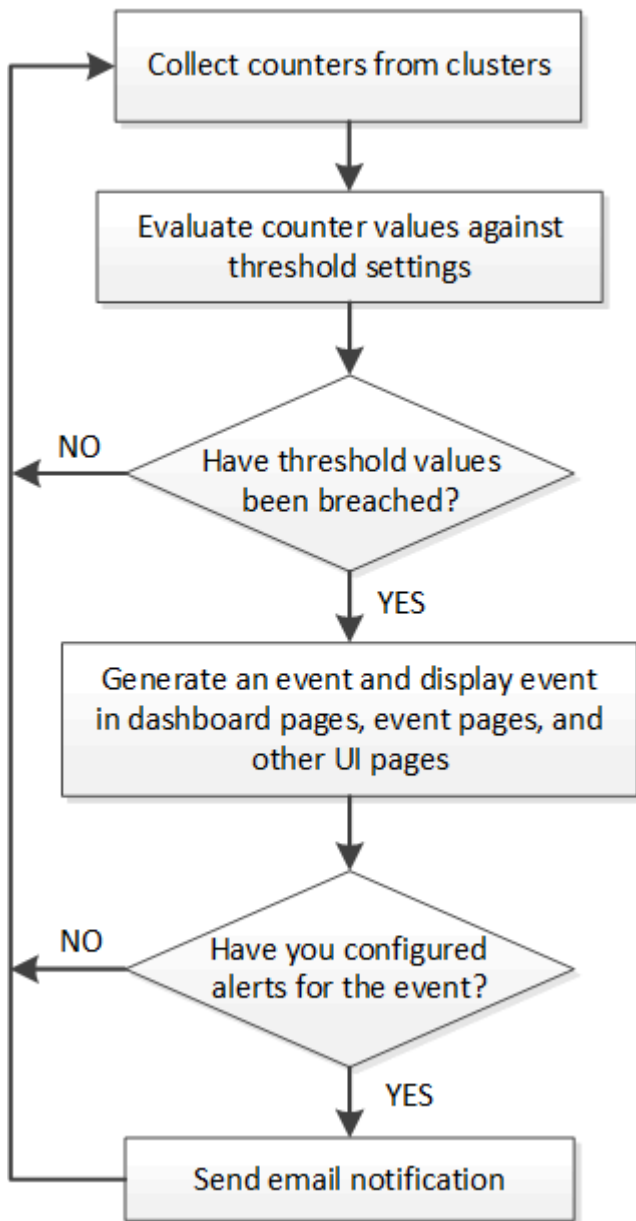 Collect counters from clusters
Evaluate counter values against
threshold settings
NO
Have threshold values
been breached?
YES
Generate an event and display event
in dashboard pages, event pages, and
other UI pages
NO
Have you configured
alerts for the event?
YES
Send email notification